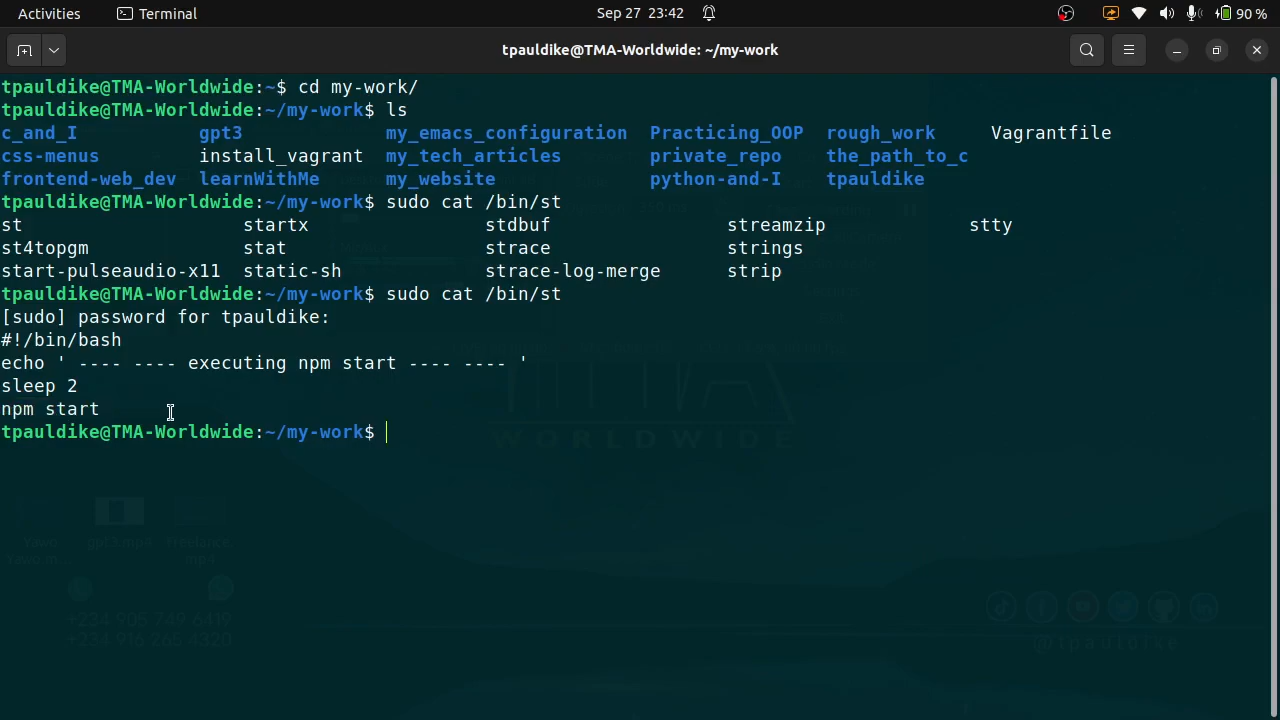 Activities Terminal Sep 27 23:42 90 %
tpauldike@TMA-Worldwide: ~/my-work
tpauldike@TMA-Worldwide:~$ cd my-work/
tpauldike@TMA-Worldwide:~/my-work$ ls
c_and_I gpt3 my_emacs_configuration Practicing_OOP rough_work Vagrantfile
css-menus install_vagrant my_tech_articles private_repo the_path_to_c
frontend-web_dev learnWithMe my_website python-and-I tpauldike
tpauldike@TMA-Worldwide:~/my-work$ sudo cat /bin/st
st startx stdbuf streamzip stty
st4topgm stat strace strings
start-pulseaudio-x11 static-sh strace-log-merge strip
tpauldike@TMA-Worldwide:~/my-work$ sudo cat /bin/st
[sudo] password for tpauldike:
#!/bin/bash
echo ' ---- ---- executing npm start ---- ---- '
sleep 2
npm start
tpauldike@TMA-Worldwide:~/my-work$
WORLDWIDE
gpt3.mp4
@tpauldike